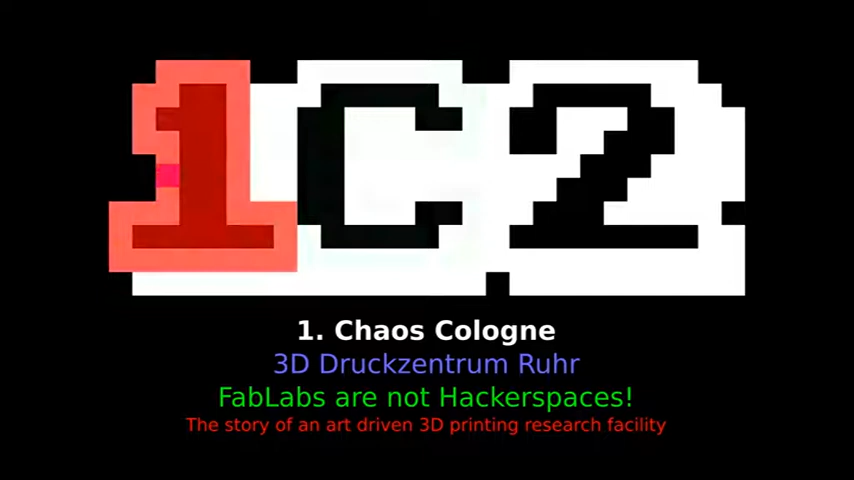 1C2
1. Chaos Cologne
3D Druckzentrum Ruhr
FabLabs are not Hackerspaces!
The story of an art driven 3D printing research facility